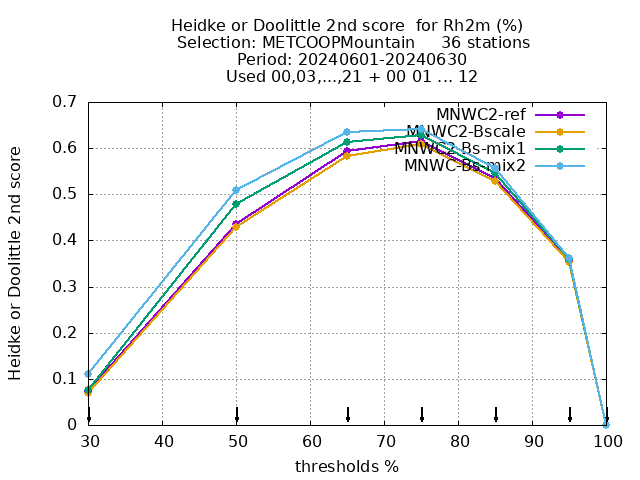 Heidke or Doolittle 2nd score  for Rh2m (%)
Selection: METCOOPMountain     36 stations
Period: 20240601-20240630
Used 00,03,...,21 + 00 01 ... 12
MNWC2-ref
MNWC2-Bscale
MNWC2-Bs-mix1
MNWC-Bs-mix2
Heidke or Doolittle 2nd score
0.7
0.6
0.5
0.4
0.3
0.2
0.1
0
30 40 50 60 70 80 90 100
thresholds %